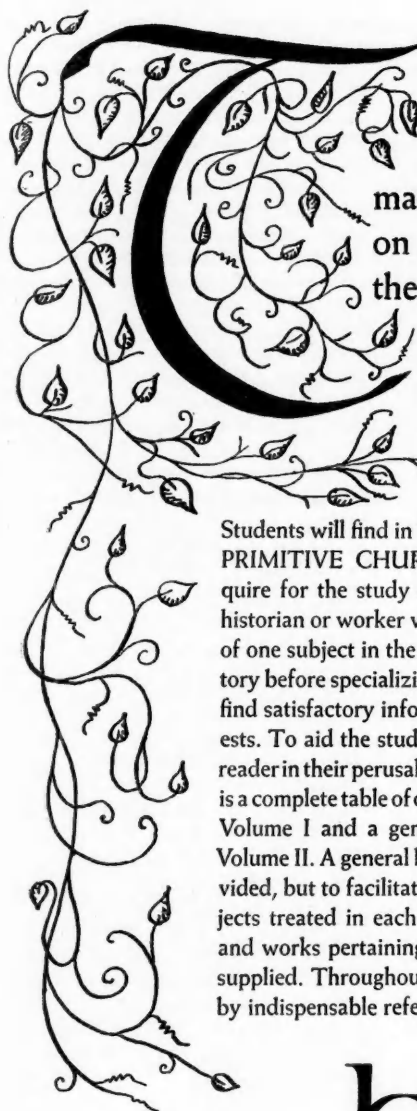 T
ma
on
the
Students will find in
PRIMITIVE CHUR
quire for the study
historian or worker v
of one subject in the
tory before specializi
find satisfactory info
ests. To aid the stud
reader in their perusal
is a complete table of c
Volume I and a gen
Volume II. A general b
vided, but to facilitat
jects treated in each
and works pertaining
supplied. Throughou
by indispensable refe
b